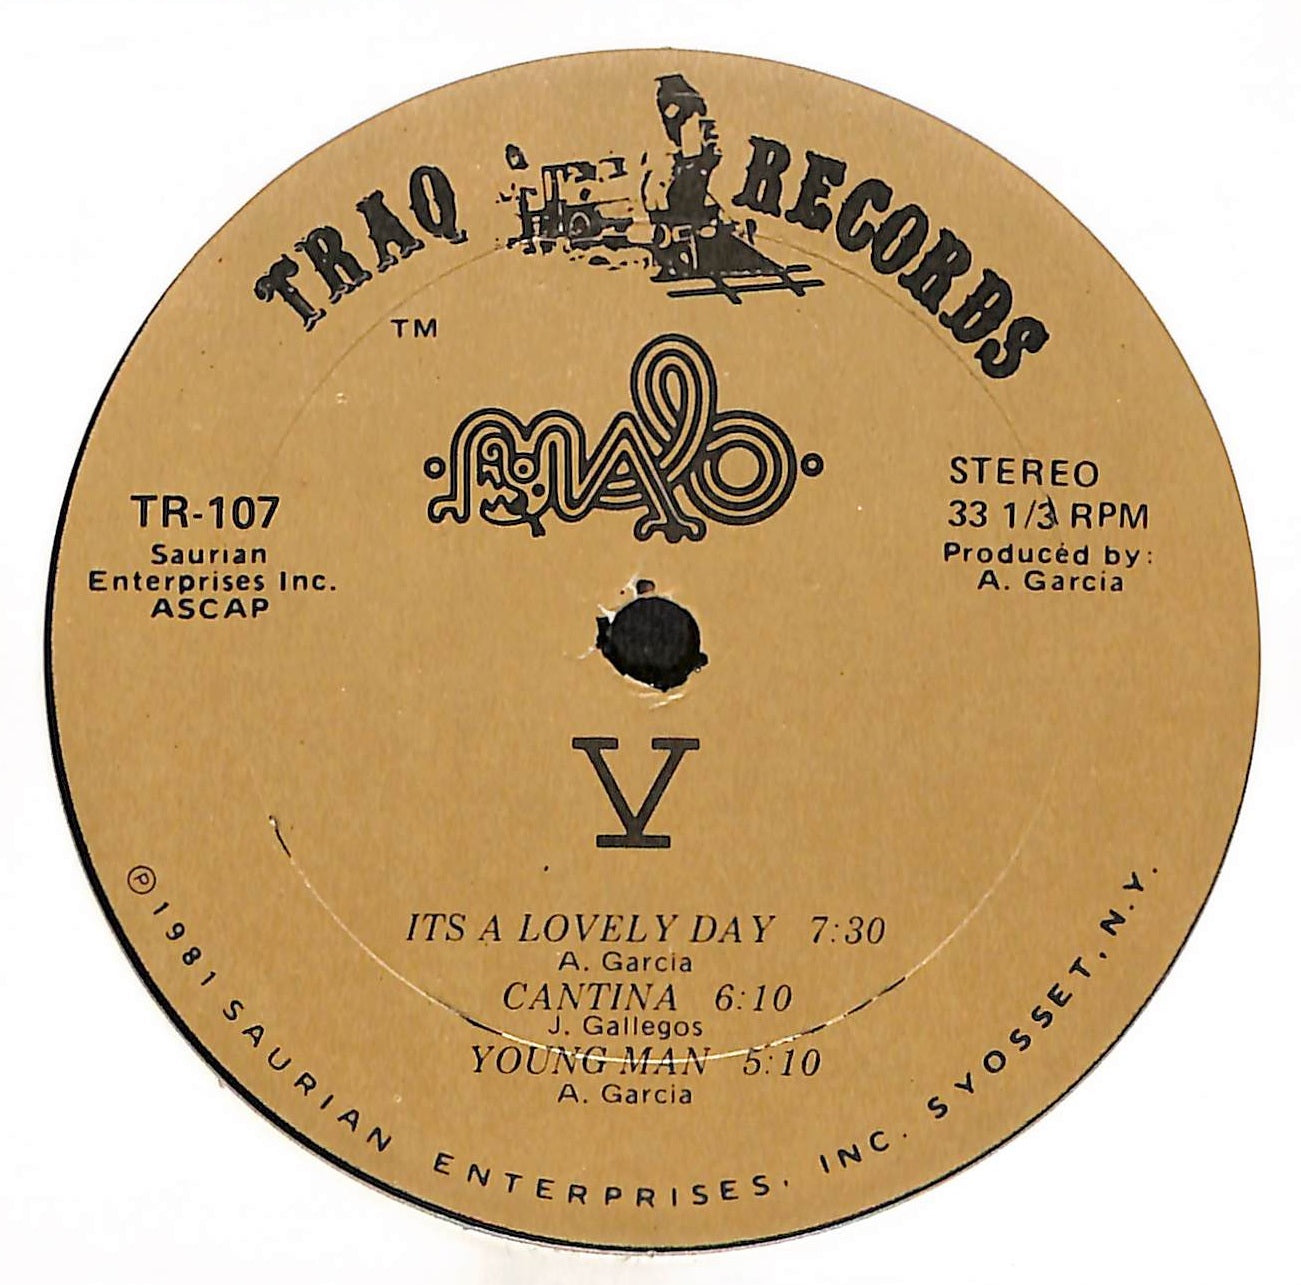 TRAQ RECORDS
TM
MALO
TR-107
Saurian
Enterprises Inc.
ASCAP
STEREO
33 1/3 RPM
Produced by:
A. Garcia
V
ITS A LOVELY DAY 7:30
A. Garcia
CANTINA 6:10
J. Gallegos
YOUNG MAN 5:10
A. Garcia
Ⓟ 1981 SAURIAN ENTERPRISES, INC. SYOSSET, N.Y.